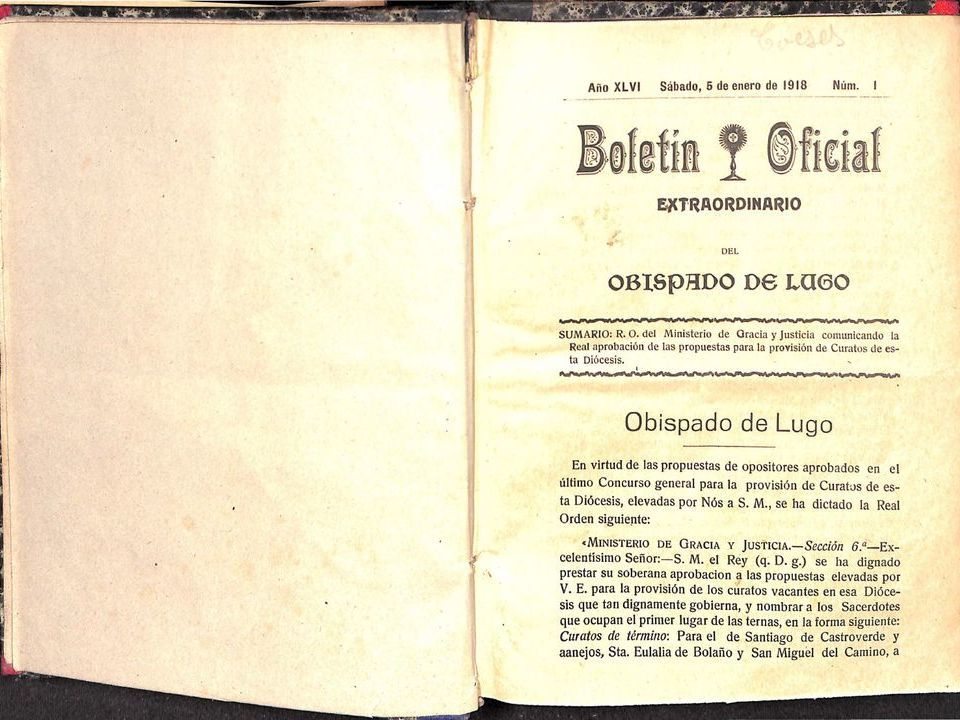 Año XLVI Sábado, 5 de enero de 1918 Núm. 1
Boletín Oficial
EXTRAORDINARIO
DEL
OBISPADO DE LUGO
SUMARIO: R. O. del Ministerio de Gracia y Justicia comunicando la
Real aprobación de las propuestas para la provisión de Curatos de es-
ta Diócesis.
Obispado de Lugo
En virtud de las propuestas de opositores aprobados en el
último Concurso general para la provisión de Curatos de es-
ta Diócesis, elevadas por Nós a S. M., se ha dictado la Real
Orden siguiente:
«MINISTERIO DE GRACIA Y JUSTICIA.—Sección 6.ª—Ex-
celentísimo Señor:—S. M. el Rey (q. D. g.) se ha dignado
prestar su soberana aprobacion a las propuestas elevadas por
V. E. para la provisión de los curatos vacantes en esa Dióce-
sis que tan dignamente gobierna, y nombrar a los Sacerdotes
que ocupan el primer lugar de las ternas, en la forma siguiente:
Curatos de término: Para el de Santiago de Castroverde y
aanejos, Sta. Eulalia de Bolaño y San Miguel del Camino, a